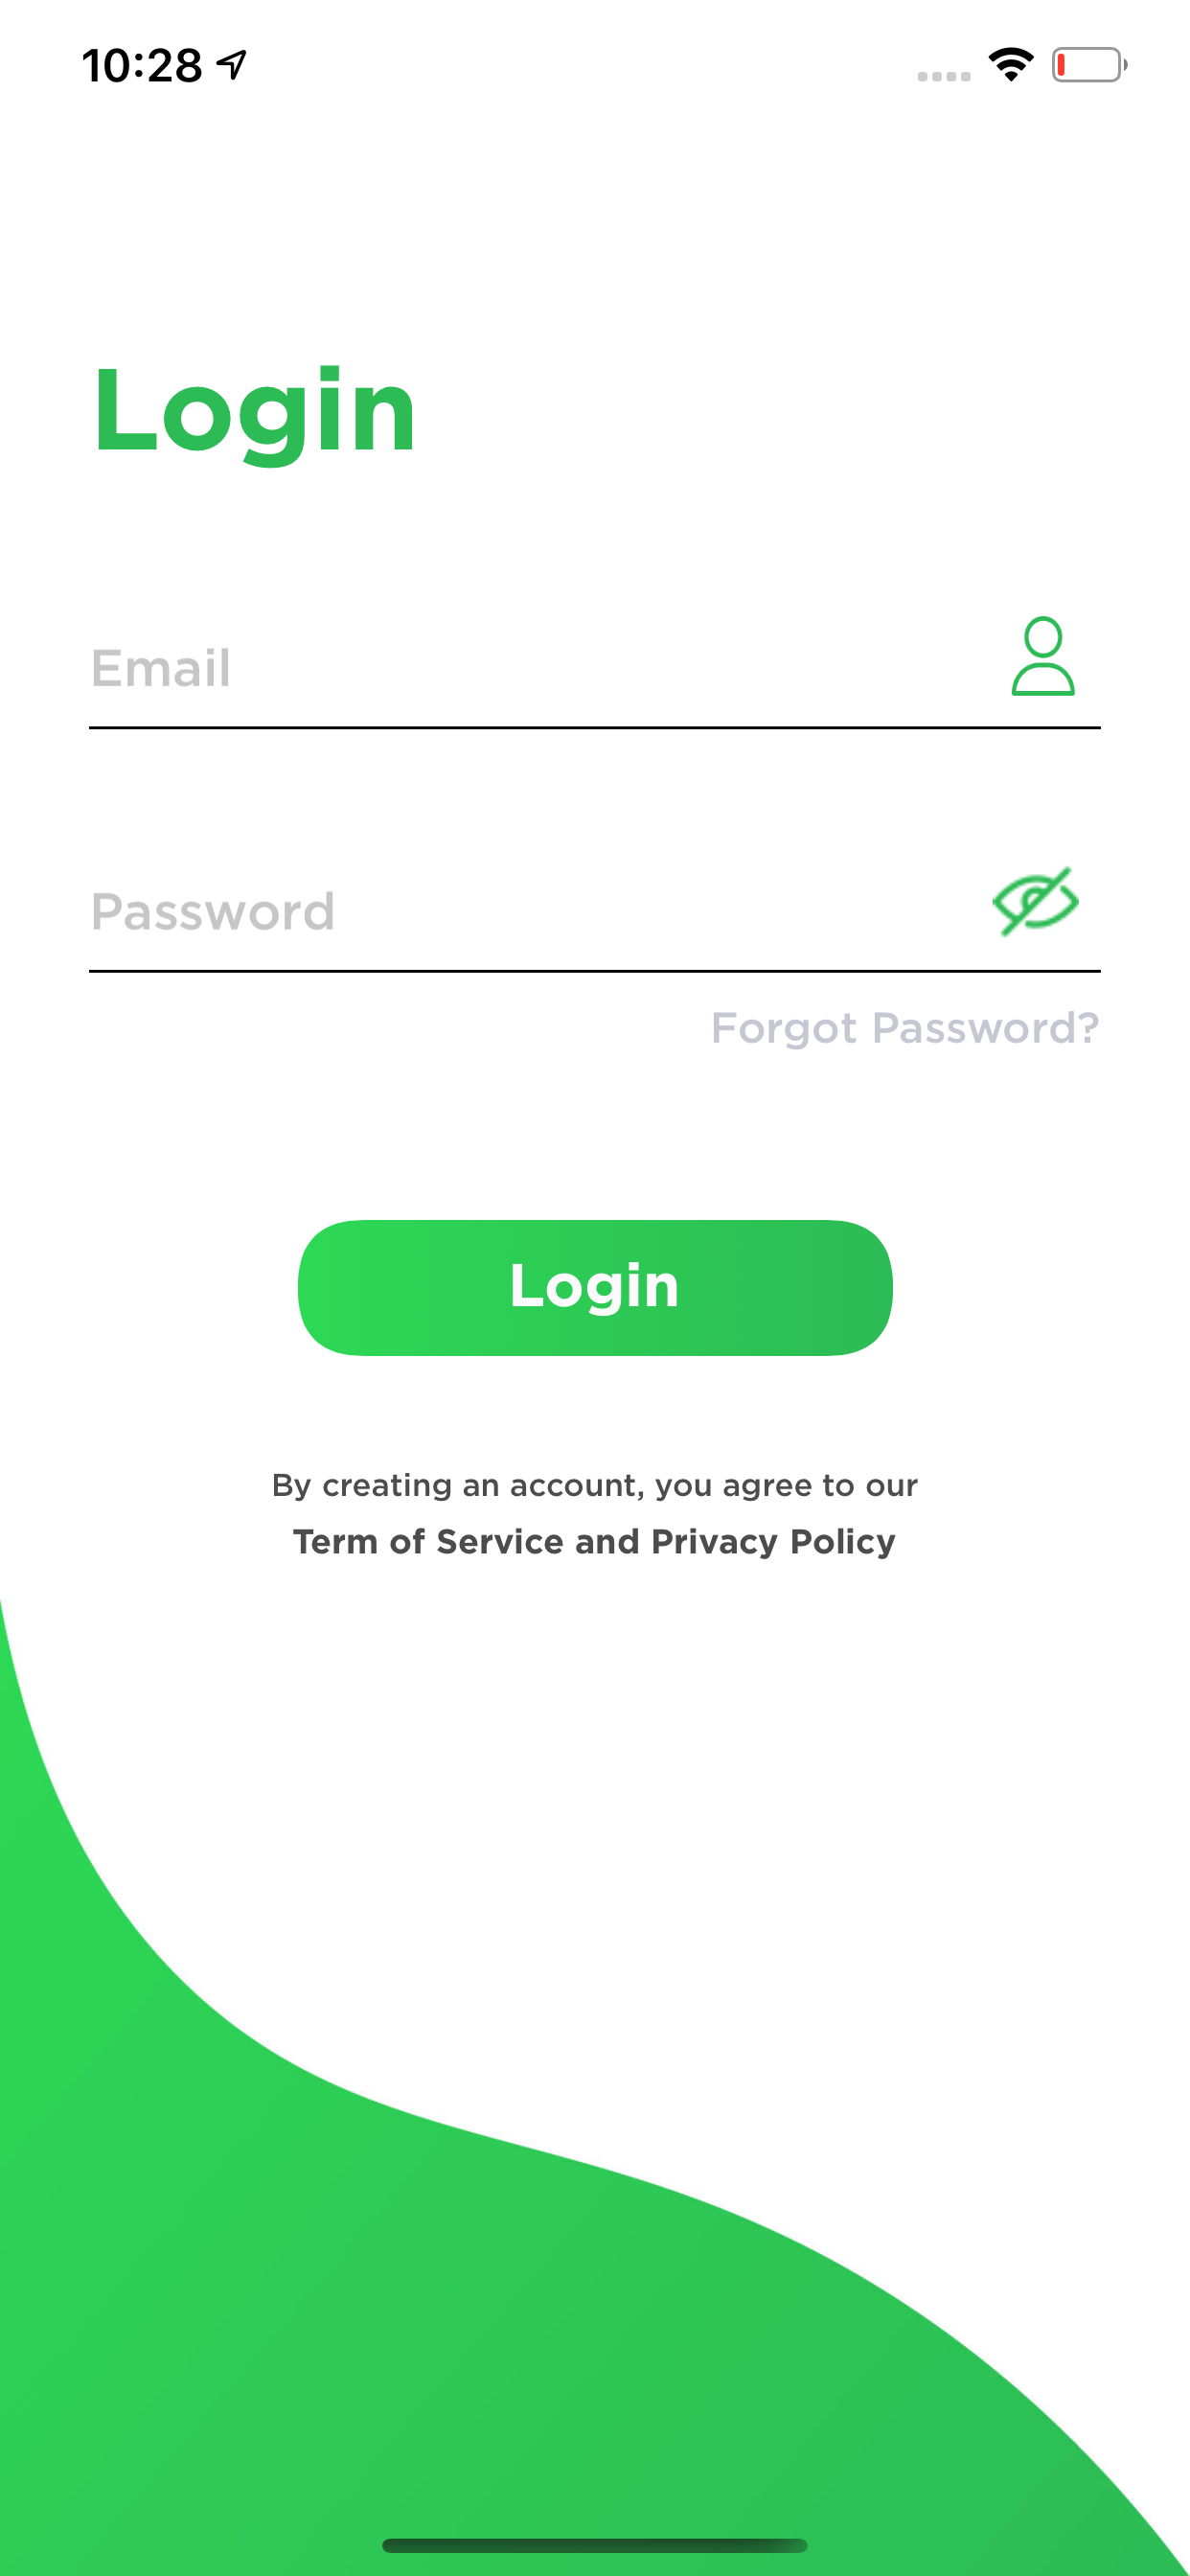 10:28
Login
Email
Password
Forgot Password?
Login
By creating an account, you agree to our
Term of Service and Privacy Policy